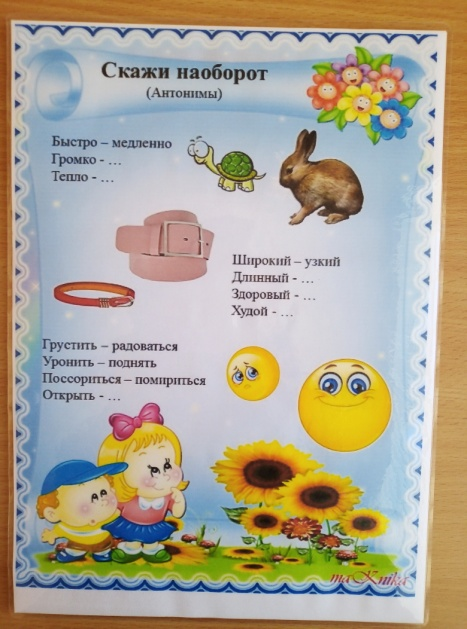 Скажи наоборот
(Антонимы)
Быстро – медленно
Громко - …
Тепло - …
Широкий – узкий
Длинный - …
Здоровый - …
Худой - …
Грустить – радоваться
Уронить – поднять
Поссориться – помириться
Открыть - …
maKnika